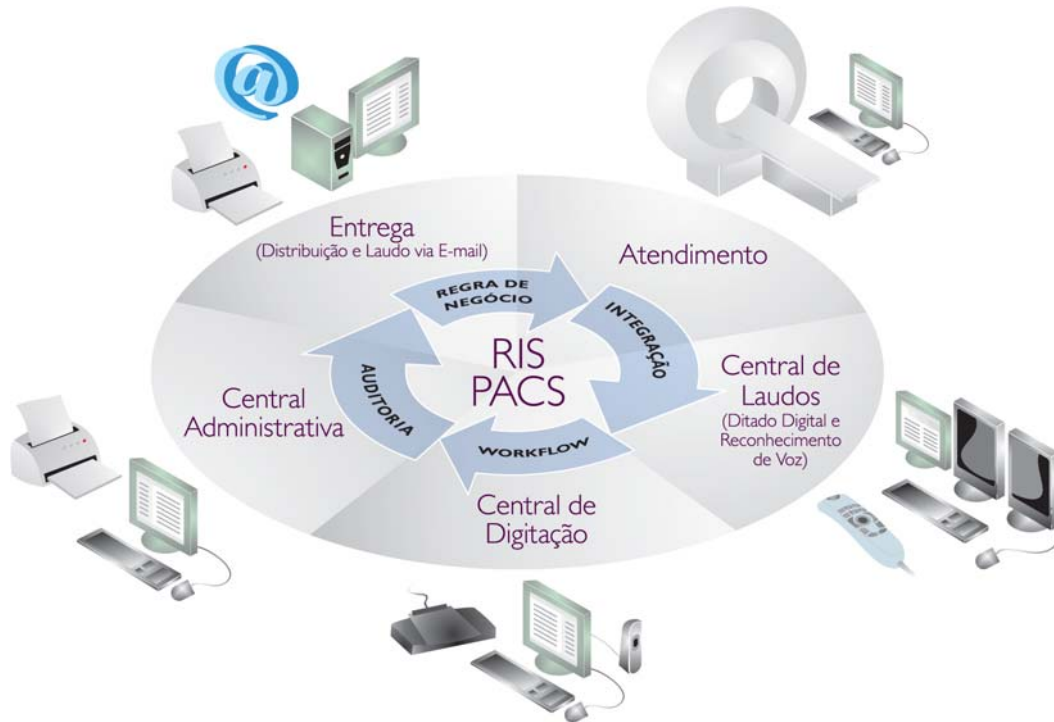 Entrega
(Distribuição e Laudo via E-mail)
Atendimento
REGRA DE
NEGÓCIO
INTEGRAÇÃO
RIS
PACS
Central de
Laudos
(Ditado Digital e
Reconhecimento
de Voz)
AUDITORIA
Central
Administrativa
WORKFLOW
Central de
Digitação